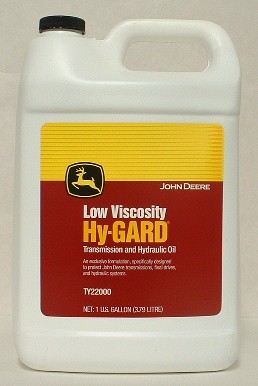 JOHN DEERE
Low Viscosity
Hy-GARD®
Transmission and Hydraulic Oil
An exclusive formulation, specifically designed
to protect John Deere transmissions, final drives,
and hydraulic systems.
TY22000
NET: 1 U.S. GALLON (3.79 LITRE)